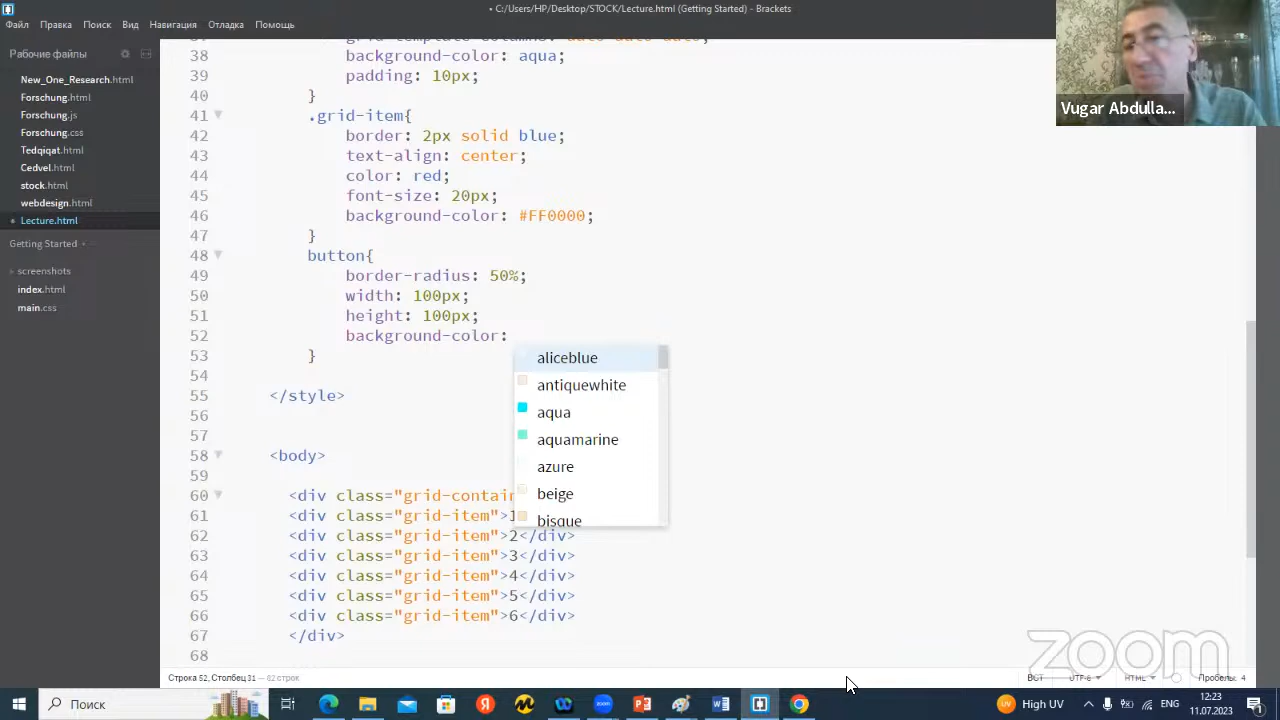 • C:/Users/HP/Desktop/STOCK/Lecture.html (Getting Started) - Brackets
Файл Правка Поиск Вид Навигация Отладка Помощь
Рабочие файлы
New_One_Research.html
Forschung.html
Forschung.js
Forschung.css
Tedqiqat.html
Cedvel.html
stock.html
webdesign.html
Lecture.html
Getting Started
screenshots
index.html
main.css
37 grid-template-columns: auto auto auto;
38 background-color: aqua;
39 padding: 10px;
40 }
41 .grid-item{
42 border: 2px solid blue;
43 text-align: center;
44 color: red;
45 font-size: 20px;
46 background-color: #FF0000;
47 }
48 button{
49 border-radius: 50%;
50 width: 100px;
51 height: 100px;
52 background-color:
53 }
54
55 </style>
56
57
58 <body>
59
60 <div class="grid-contain
61 <div class="grid-item">1
62 <div class="grid-item">2</div>
63 <div class="grid-item">3</div>
64 <div class="grid-item">4</div>
65 <div class="grid-item">5</div>
66 <div class="grid-item">6</div>
67 </div>
68
aliceblue
antiquewhite
aqua
aquamarine
azure
beige
bisque
Vugar Abdulla...
zoom
Строка 52, Столбец 31 — 82 строк
ВСТ UTF-8 HTML Пробелы: 4
Поиск
High UV
ENG
12:23
11.07.2023